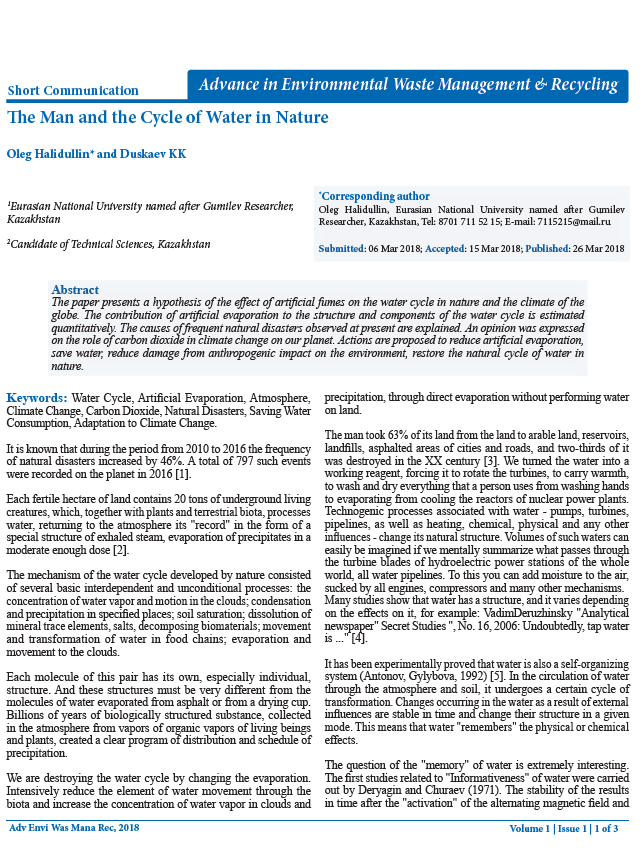 Short Communication
Advance in Environmental Waste Management & Recycling
The Man and the Cycle of Water in Nature
Oleg Halidullin* and Duskaev KK
1Eurasian National University named after Gumilev Researcher,
Kazakhstan
2Candidate of Technical Sciences, Kazakhstan
*Corresponding author
Oleg Halidullin, Eurasian National University named after Gumilev
Researcher, Kazakhstan, Tel: 8701 711 52 15; E-mail: 7115215@mail.ru
Submitted: 06 Mar 2018; Accepted: 15 Mar 2018; Published: 26 Mar 2018
Abstract
The paper presents a hypothesis of the effect of artificial fumes on the water cycle in nature and the climate of the
globe. The contribution of artificial evaporation to the structure and components of the water cycle is estimated
quantitatively. The causes of frequent natural disasters observed at present are explained. An opinion was expressed
on the role of carbon dioxide in climate change on our planet. Actions are proposed to reduce artificial evaporation,
save water, reduce damage from anthropogenic impact on the environment, restore the natural cycle of water in
nature.
Keywords: Water Cycle, Artificial Evaporation, Atmosphere,
Climate Change, Carbon Dioxide, Natural Disasters, Saving Water
Consumption, Adaptation to Climate Change.
It is known that during the period from 2010 to 2016 the frequency
of natural disasters increased by 46%. A total of 797 such events
were recorded on the planet in 2016 [1].
Each fertile hectare of land contains 20 tons of underground living
creatures, which, together with plants and terrestrial biota, processes
water, returning to the atmosphere its "record" in the form of a
special structure of exhaled steam, evaporation of precipitates in a
moderate enough dose [2].
The mechanism of the water cycle developed by nature consisted
of several basic interdependent and unconditional processes: the
concentration of water vapor and motion in the clouds; condensation
and precipitation in specified places; soil saturation; dissolution of
mineral trace elements, salts, decomposing biomaterials; movement
and transformation of water in food chains; evaporation and
movement to the clouds.
Each molecule of this pair has its own, especially individual,
structure. And these structures must be very different from the
molecules of water evaporated from asphalt or from a drying cup.
Billions of years of biologically structured substance, collected
in the atmosphere from vapors of organic vapors of living beings
and plants, created a clear program of distribution and schedule of
precipitation.
We are destroying the water cycle by changing the evaporation.
Intensively reduce the element of water movement through the
biota and increase the concentration of water vapor in clouds and
precipitation, through direct evaporation without performing water
on land.
The man took 63% of its land from the land to arable land, reservoirs,
landfills, asphalted areas of cities and roads, and two-thirds of it
was destroyed in the XX century [3]. We turned the water into a
working reagent, forcing it to rotate the turbines, to carry warmth,
to wash and dry everything that a person uses from washing hands
to evaporating from cooling the reactors of nuclear power plants.
Technogenic processes associated with water - pumps, turbines,
pipelines, as well as heating, chemical, physical and any other
influences - change its natural structure. Volumes of such waters can
easily be imagined if we mentally summarize what passes through
the turbine blades of hydroelectric power stations of the whole
world, all water pipelines. To this you can add moisture to the air,
sucked by all engines, compressors and many other mechanisms.
Many studies show that water has a structure, and it varies depending
on the effects on it, for example: VadimDeruzhinsky "Analytical
newspaper" Secret Studies ", No. 16, 2006: Undoubtedly, tap water
is ..." [4].
It has been experimentally proved that water is also a self-organizing
system (Antonov, Gylybova, 1992) [5]. In the circulation of water
through the atmosphere and soil, it undergoes a certain cycle of
transformation. Changes occurring in the water as a result of external
influences are stable in time and change their structure in a given
mode. This means that water "remembers" the physical or chemical
effects.
The question of the "memory" of water is extremely interesting.
The first studies related to "Informativeness" of water were carried
out by Deryagin and Churaev (1971). The stability of the results
in time after the "activation" of the alternating magnetic field and
Adv Envi Was Mana Rec, 2018
Volume 1 | Issue 1 | 1 of 3